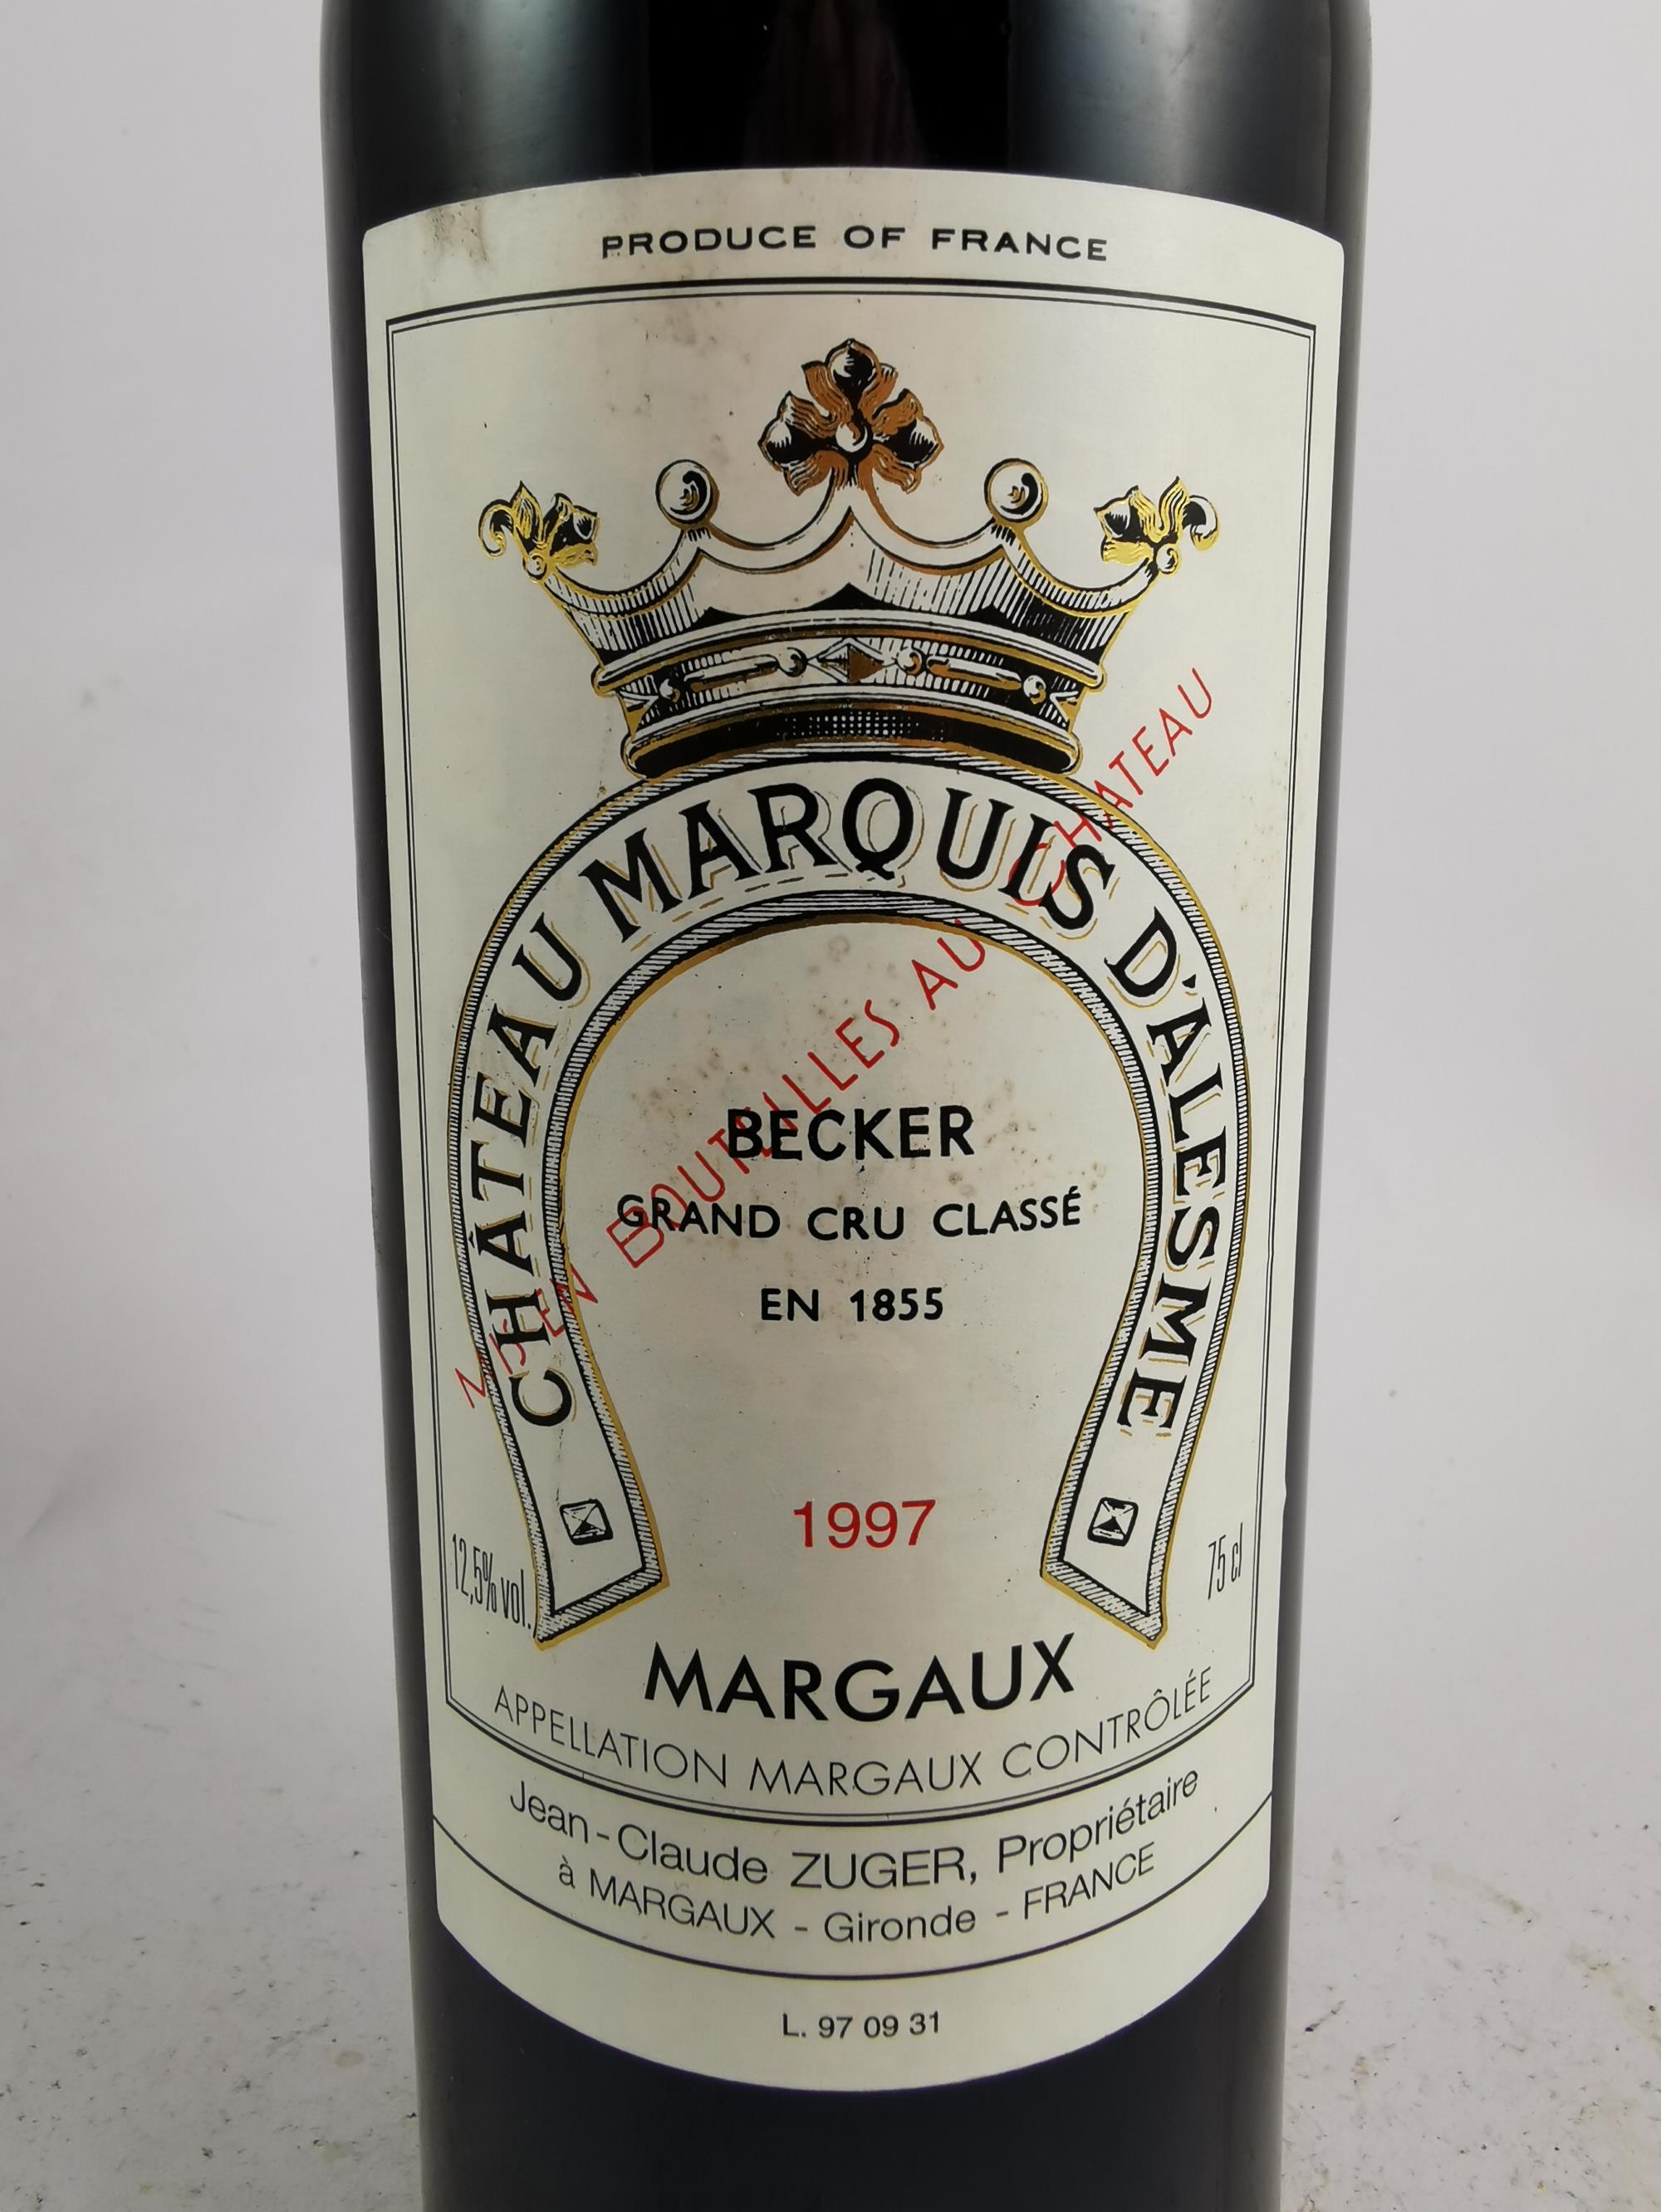 PRODUCE OF FRANCE
CHÂTEAU MARQUIS D'ALESME
MIS EN BOUTEILLES AU CHATEAU
BECKER
GRAND CRU CLASSÉ
EN 1855
1997
12,5% vol.
75 cl
MARGAUX
APPELLATION MARGAUX CONTRÔLÉE
Jean-Claude ZUGER, Propriétaire
à MARGAUX - Gironde - FRANCE
L. 97 09 31